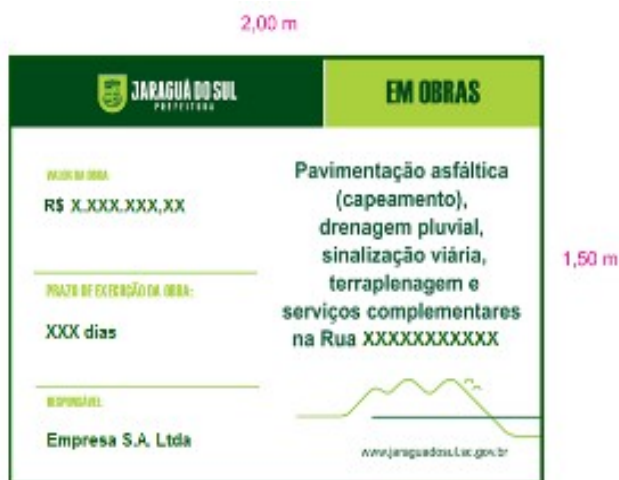 2,00 m
JARAGUÁ DO SUL
PREFEITURA
EM OBRAS
VALOR DA OBRA:
R$ X.XXX.XXX,XX
PRAZO DE EXECUÇÃO DA OBRA:
XXX dias
RESPONSÁVEL:
Empresa S.A. Ltda
Pavimentação asfáltica
(capeamento),
drenagem pluvial,
sinalização viária,
terraplenagem e
serviços complementares
na Rua XXXXXXXXXXX
www.jaraguadosul.sc.gov.br
1,50 m